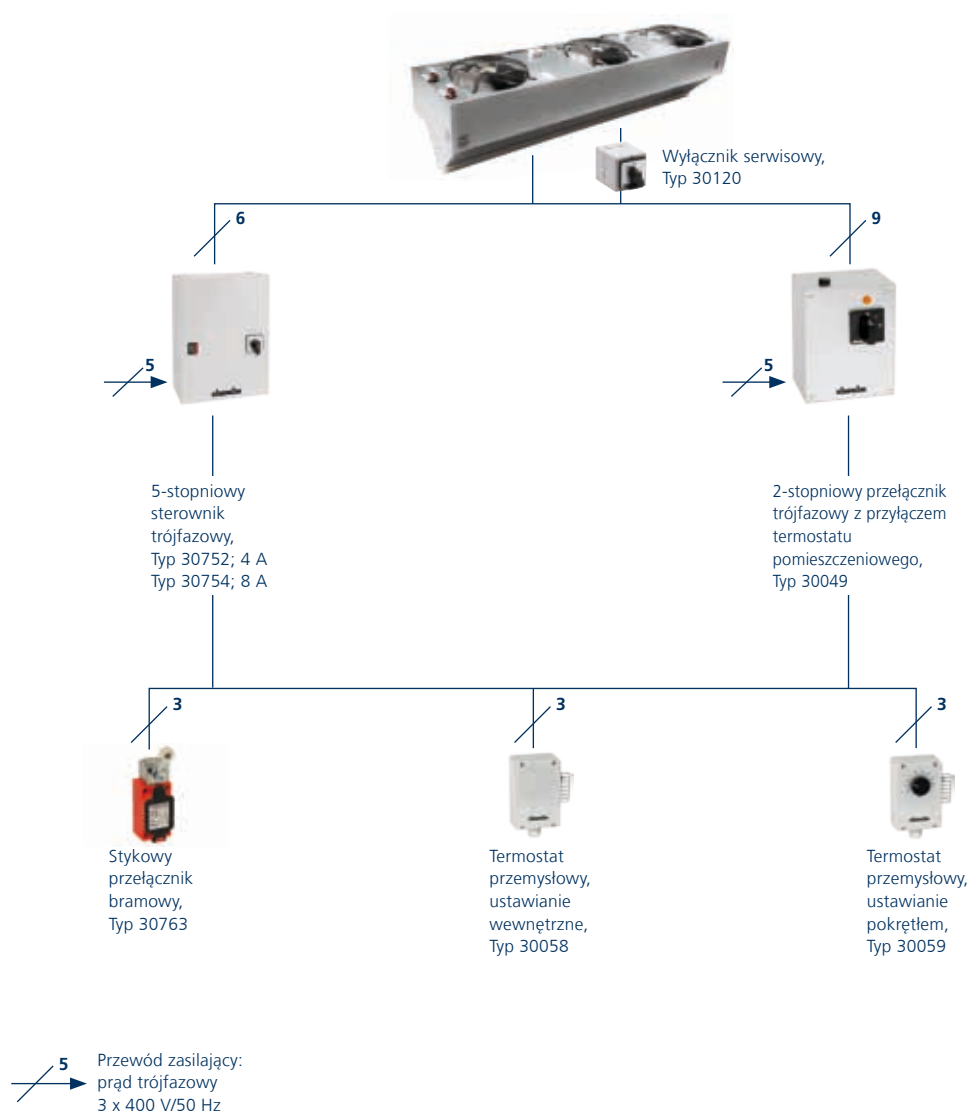 Wyłącznik serwisowy,
Typ 30120
6
9
5
5
5-stopniowy
sterownik
trójfazowy,
Typ 30752; 4 A
Typ 30754; 8 A
2-stopniowy przełącznik
trójfazowy z przyłączem
termostatu
pomieszczeniowego,
Typ 30049
3
3
3
Stykowy
przełącznik
bramowy,
Typ 30763
Termostat
przemysłowy,
ustawianie
wewnętrzne,
Typ 30058
Termostat
przemysłowy,
ustawianie
pokrętłem,
Typ 30059
5
Przewód zasilający:
prąd trójfazowy
3 x 400 V/50 Hz